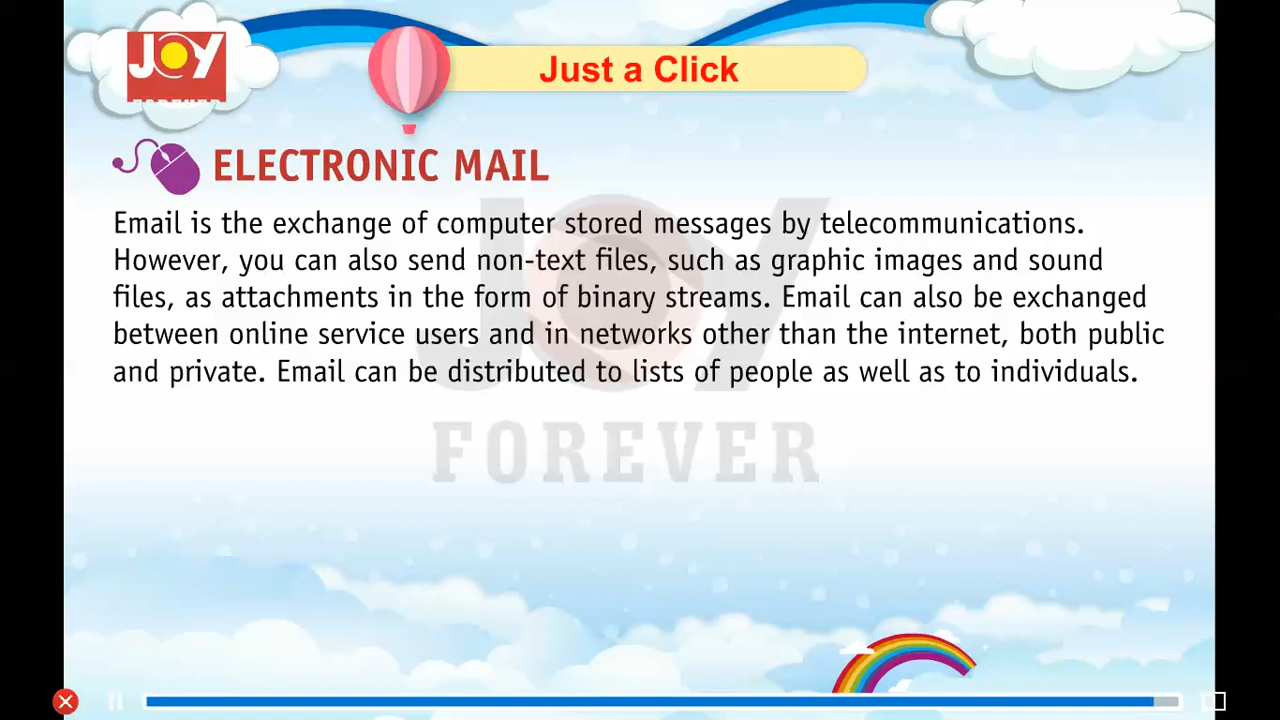 JOY
FOREVER
Just a Click
ELECTRONIC MAIL
Email is the exchange of computer stored messages by telecommunications.
However, you can also send non-text files, such as graphic images and sound
files, as attachments in the form of binary streams. Email can also be exchanged
between online service users and in networks other than the internet, both public
and private. Email can be distributed to lists of people as well as to individuals.
JOY
FOREVER